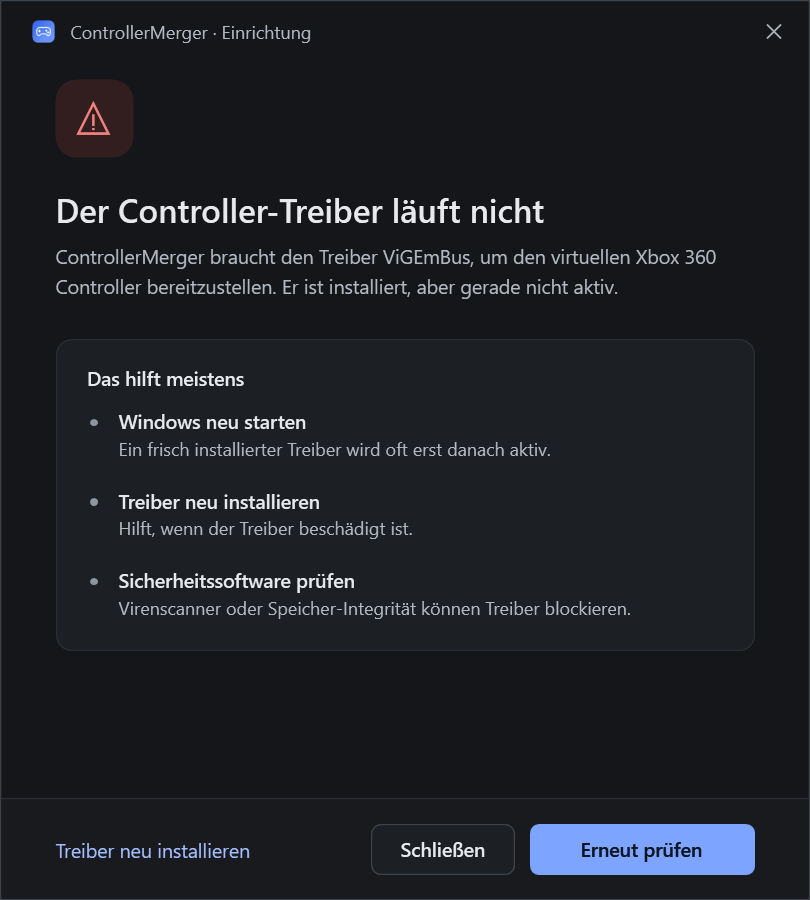 ControllerMerger · Einrichtung
Der Controller-Treiber läuft nicht
ControllerMerger braucht den Treiber ViGEmBus, um den virtuellen Xbox 360
Controller bereitzustellen. Er ist installiert, aber gerade nicht aktiv.
Das hilft meistens
Windows neu starten
Ein frisch installierter Treiber wird oft erst danach aktiv.
Treiber neu installieren
Hilft, wenn der Treiber beschädigt ist.
Sicherheitssoftware prüfen
Virenscanner oder Speicher-Integrität können Treiber blockieren.
Treiber neu installieren
Schließen
Erneut prüfen